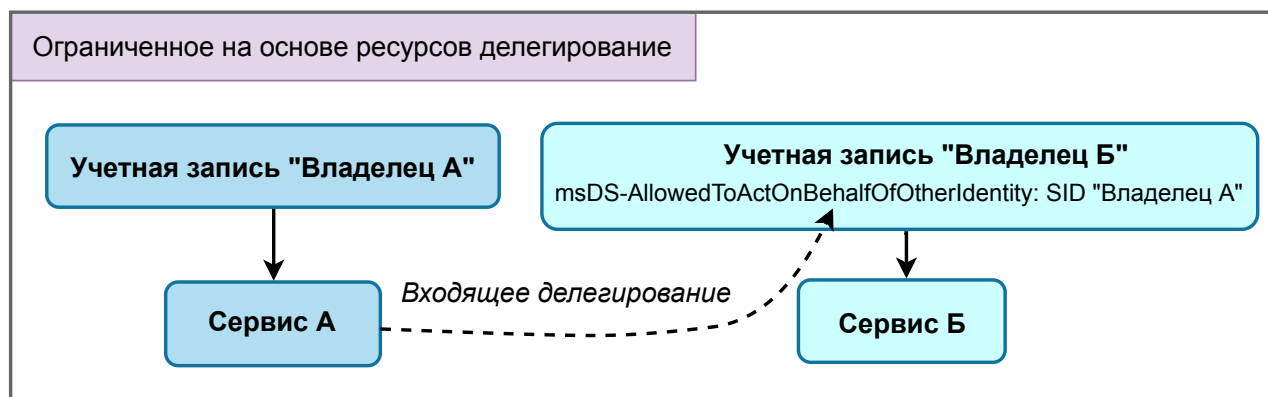 Ограниченное на основе ресурсов делегирование
Учетная запись "Владелец А"
Учетная запись "Владелец Б"
msDS-AllowedToActOnBehalfOfOtherIdentity: SID "Владелец А"
Входящее делегирование
Сервис А
Сервис Б